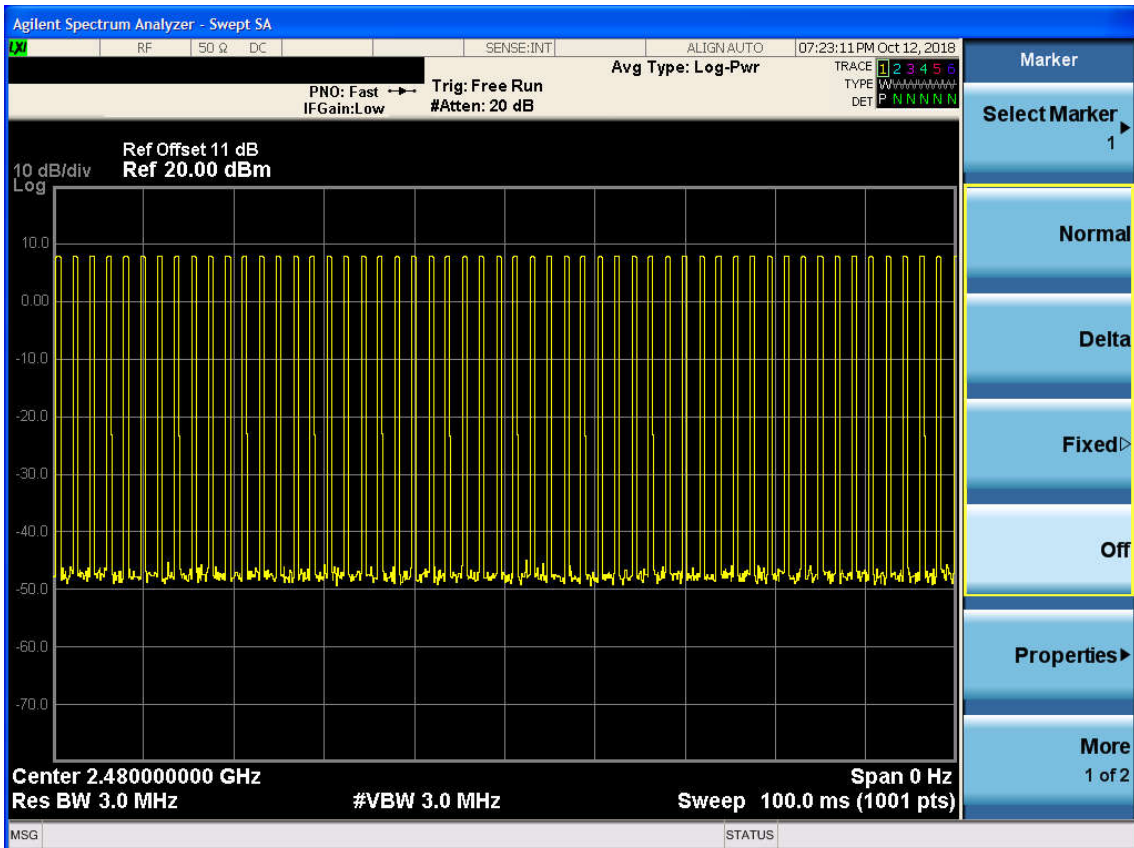 Agilent Spectrum Analyzer - Swept SA
LXI RF 50 Ω DC SENSE:INT ALIGN AUTO 07:23:11 PM Oct 12, 2018
Marker
Avg Type: Log-Pwr TRACE 1 2 3 4 5 6
PNO: Fast Trig: Free Run TYPE WWWWWW
IFGain:Low #Atten: 20 dB DET P N N N N N
Select Marker
1
Ref Offset 11 dB
10 dB/div Ref 20.00 dBm
Log
10.0
0.00
-10.0
-20.0
-30.0
-40.0
-50.0
-60.0
-70.0
Normal
Delta
Fixed
Off
Properties
More
1 of 2
Center 2.480000000 GHz Span 0 Hz
Res BW 3.0 MHz #VBW 3.0 MHz Sweep 100.0 ms (1001 pts)
MSG STATUS